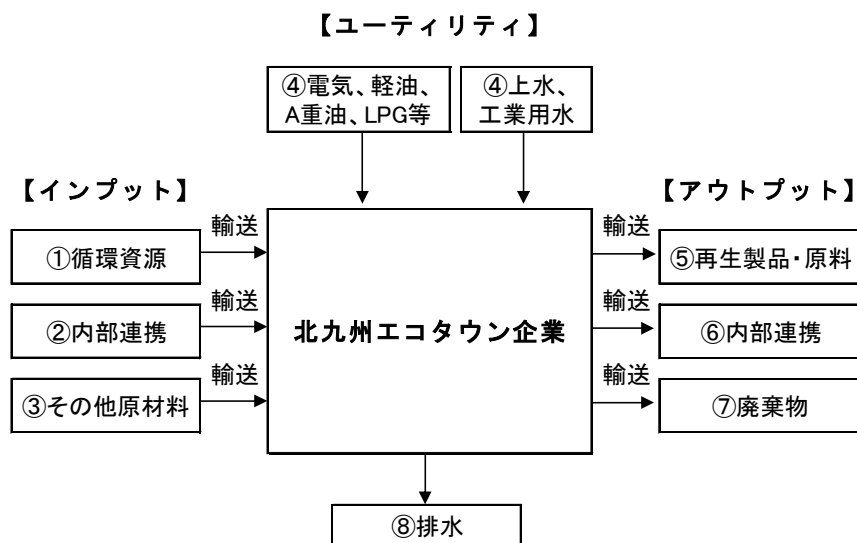 【ユーティリティ】
④電気、軽油、
A重油、LPG等
④上水、
工業用水
【インプット】
【アウトプット】
輸送
①循環資源
輸送
②内部連携
輸送
③その他原材料
北九州エコタウン企業
輸送
⑤再生製品・原料
輸送
⑥内部連携
輸送
⑦廃棄物
⑧排水